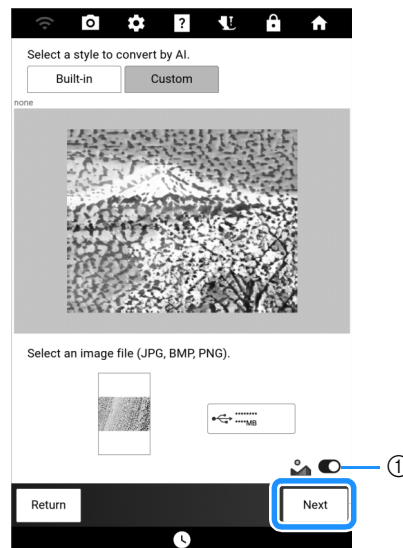 ?
Select a style to convert by AI.
Built-in
Custom
none
Select an image file (JPG, BMP, PNG).
********
****MB
①
Return
Next